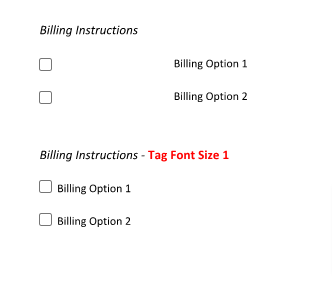 Billing Instructions
Billing Option 1
Billing Option 2
Billing Instructions - Tag Font Size 1
Billing Option 1
Billing Option 2